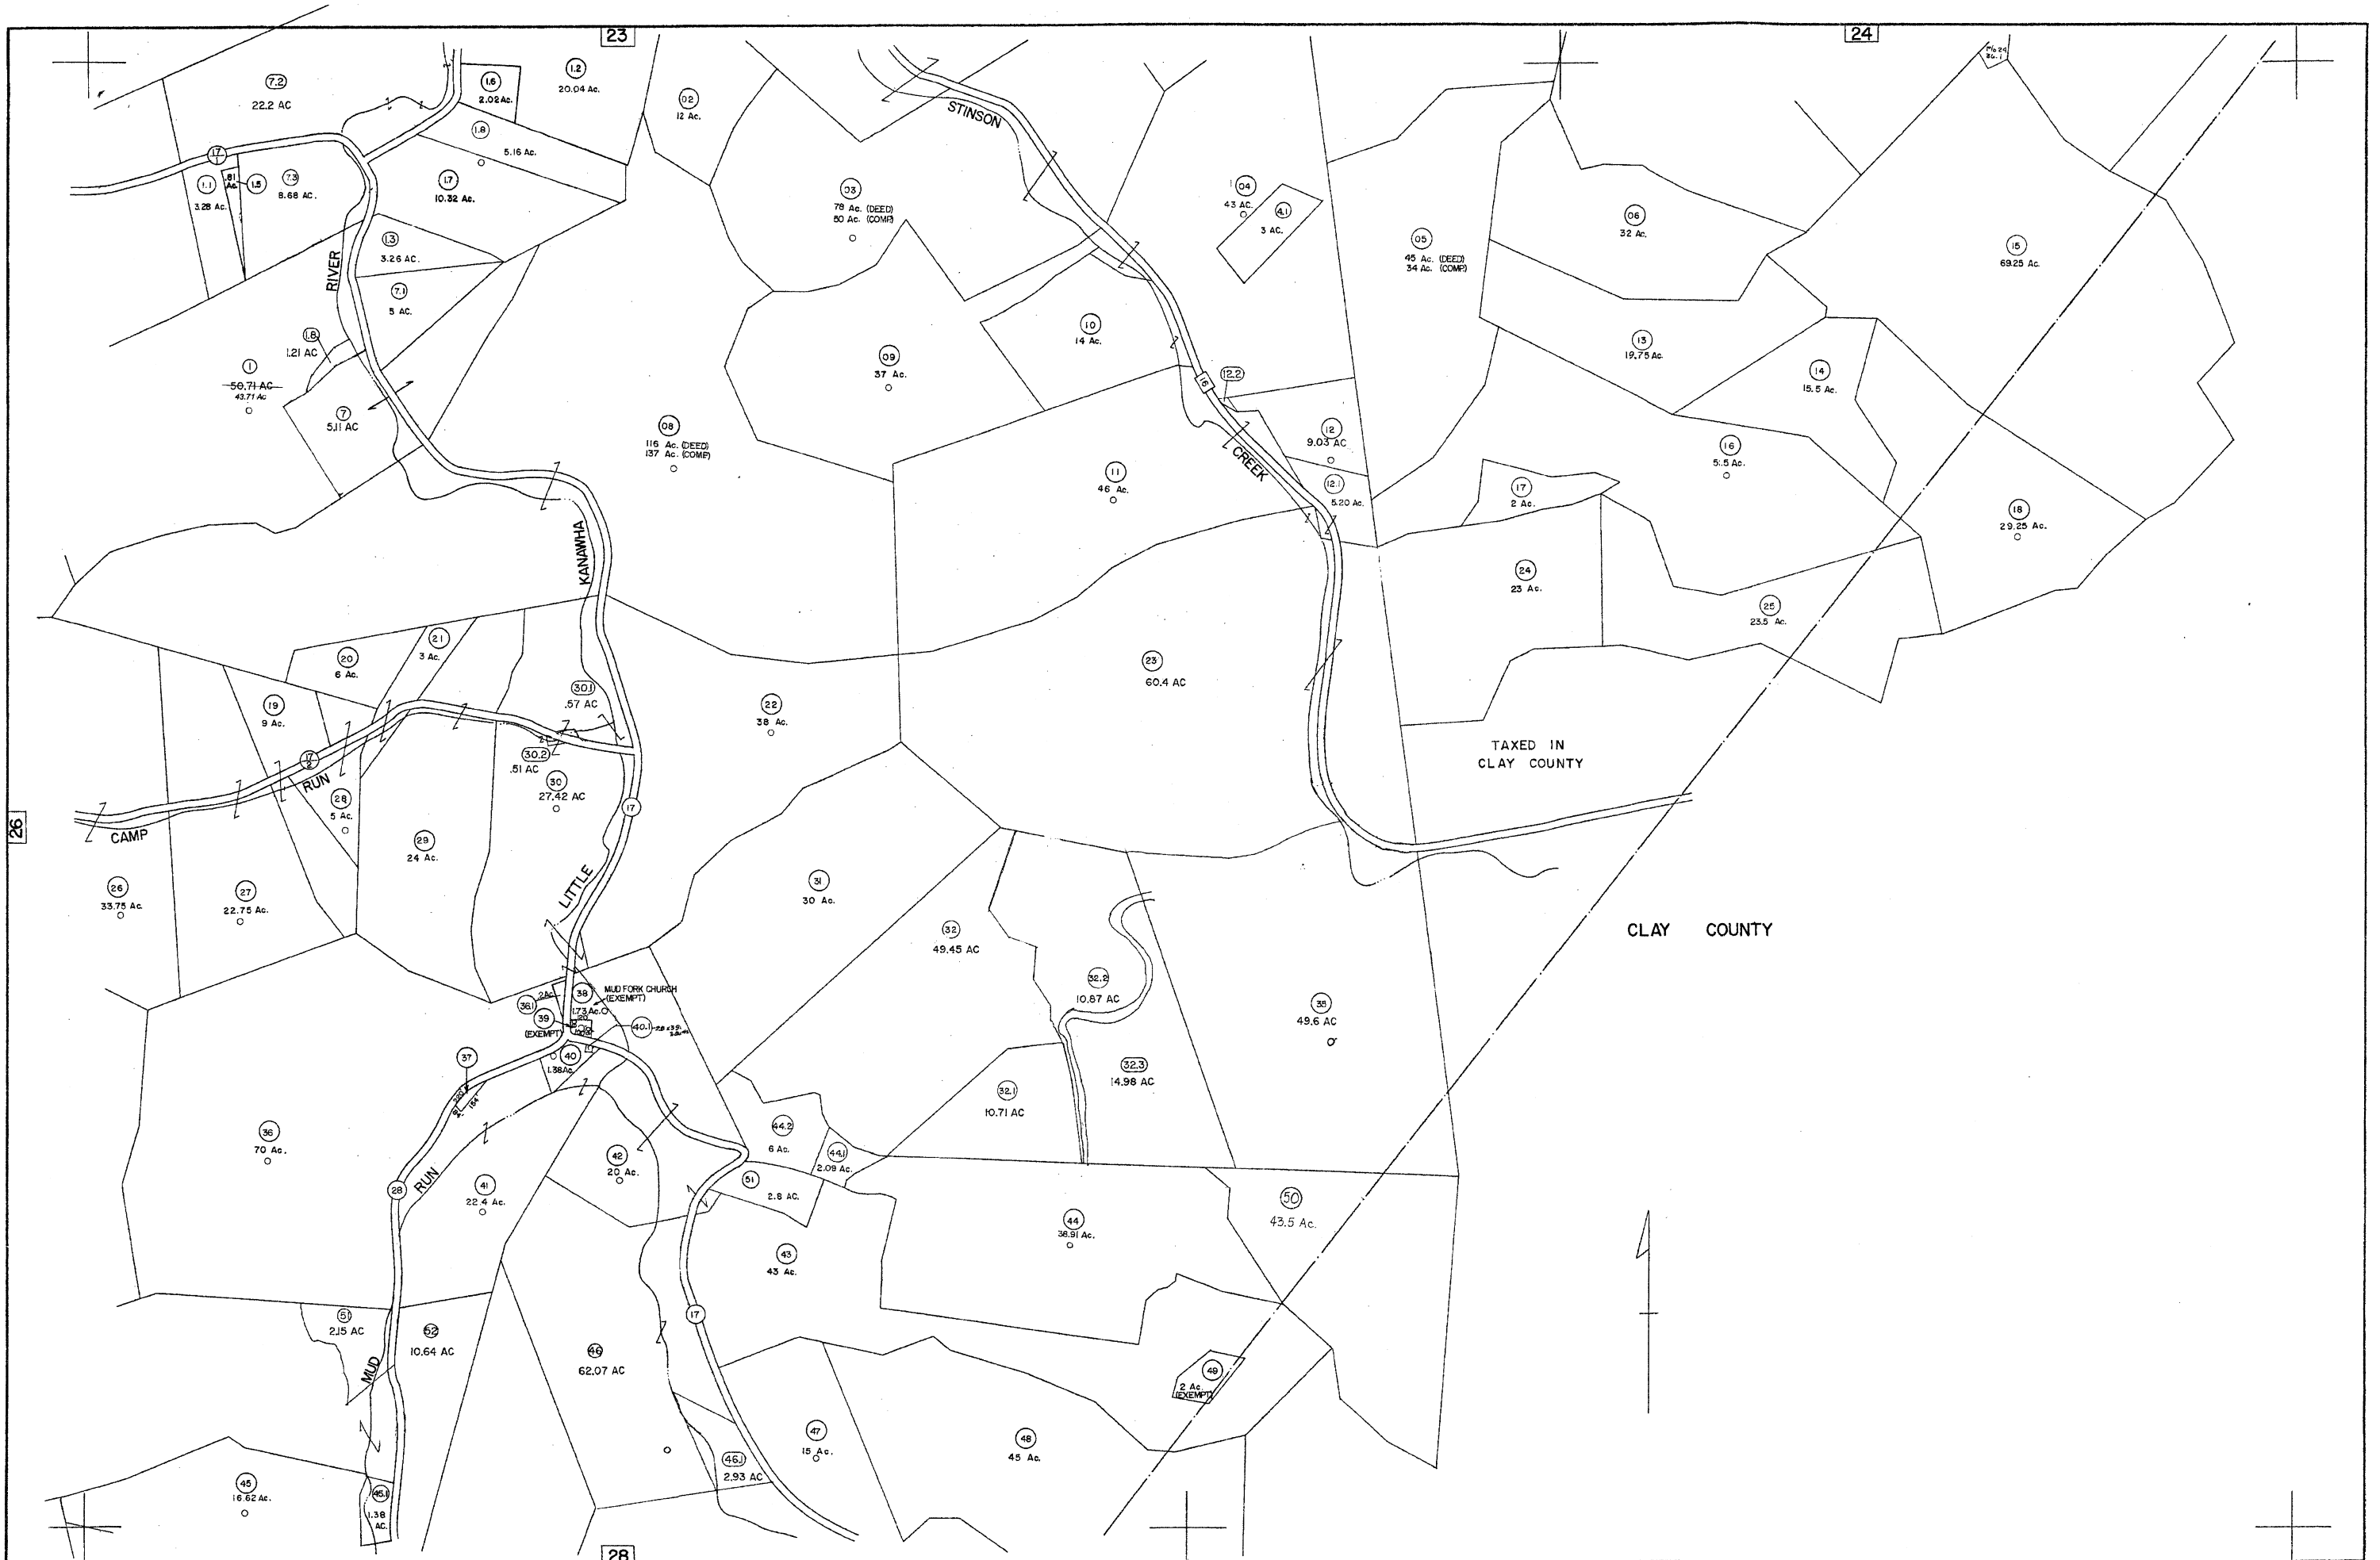 23
24
7.2
22.2 AC
1.6
2.02 Ac.
1.2
20.04 Ac.
02
12 Ac.
STINSON
1.8
5.16 Ac.
17
1
1.1
3.28 Ac.
.81
Ac.
1.5
7.3
8.68 AC.
1.7
10.32 Ac.
03
78 Ac. (DEED)
80 Ac. (COMP)
04
43 AC.
4.1
3 AC.
05
45 Ac. (DEED)
34 Ac. (COMP)
06
32 Ac.
15
69.25 Ac.
RIVER
1.3
3.26 AC.
7.1
5 AC.
1.8
1.21 AC
1
50.71 AC
43.71 Ac
7
5.11 AC
09
37 Ac.
10
14 Ac.
13
19.75 Ac.
14
15.5 Ac.
16
12.2
12
9.03 AC
08
116 Ac. (DEED)
137 Ac. (COMP)
11
46 Ac.
CREEK
12.1
5.20 Ac.
16
17
2 Ac.
18
29.25 Ac.
KANAWHA
24
23 Ac.
25
23.5 Ac.
20
6 Ac.
21
3 Ac.
19
9 Ac.
30.1
.57 AC
22
38 Ac.
23
60.4 AC
TAXED IN
CLAY COUNTY
17
2
RUN
CAMP
30.2
.51 AC
30
27.42 AC
17
28
5 Ac.
29
24 Ac.
26
26
33.75 Ac.
27
22.75 Ac.
LITTLE
31
30 Ac.
32
49.45 AC
CLAY COUNTY
32.2
10.87 AC
35
49.6 AC
36.1
.2 Ac.
38
MUD FORK CHURCH
(EXEMPT)
1.73 Ac.
39
(EXEMPT)
40.1
40
1.38 Ac.
37
154'
32.3
14.98 AC
32.1
10.71 AC
36
70 Ac.
44.2
6 Ac.
44.1
2.09 Ac.
42
20 Ac.
51
2.8 AC.
28
RUN
41
22.4 Ac.
43
43 Ac.
44
38.91 Ac.
50
43.5 Ac.
17
51
2.15 AC
52
10.64 AC
MUD
46
62.07 AC
49
2 Ac.
(EXEMPT)
46.1
2.93 AC
47
15 Ac.
48
45 Ac.
45
16.62 Ac.
45.1
1.38
AC.
28